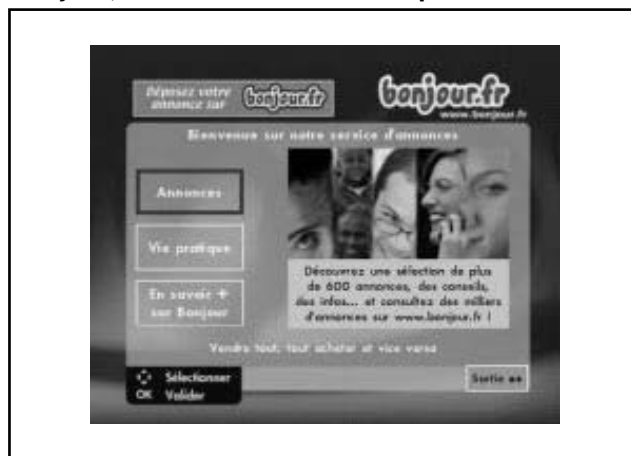 Déposez votre
annonce sur bonjour.fr
bonjour.fr
www.bonjour.fr
Bienvenue sur notre service d'annonces
Annonces
Vie pratique
En savoir +
sur Bonjour
Découvrez une sélection de plus
de 600 annonces, des conseils,
des infos... et consultez des milliers
d'annonces sur www.bonjour.fr !
Vendre tout, tout acheter et vice versa
Sélectionner
OK Valider
Sortie